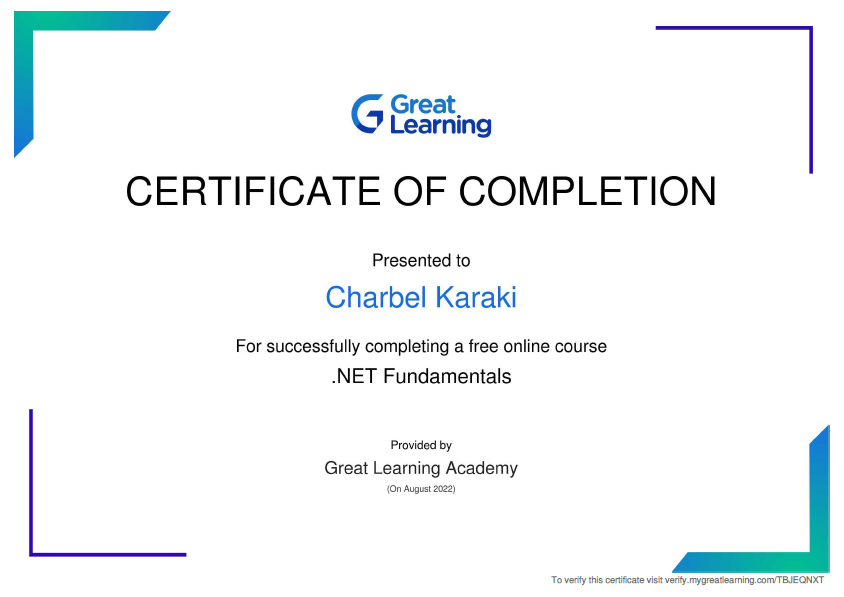 Great
Learning
CERTIFICATE OF COMPLETION
Presented to
Charbel Karaki
For successfully completing a free online course
.NET Fundamentals
Provided by
Great Learning Academy
(On August 2022)
To verify this certificate visit verify.mygreatlearning.com/TBJEQNXT